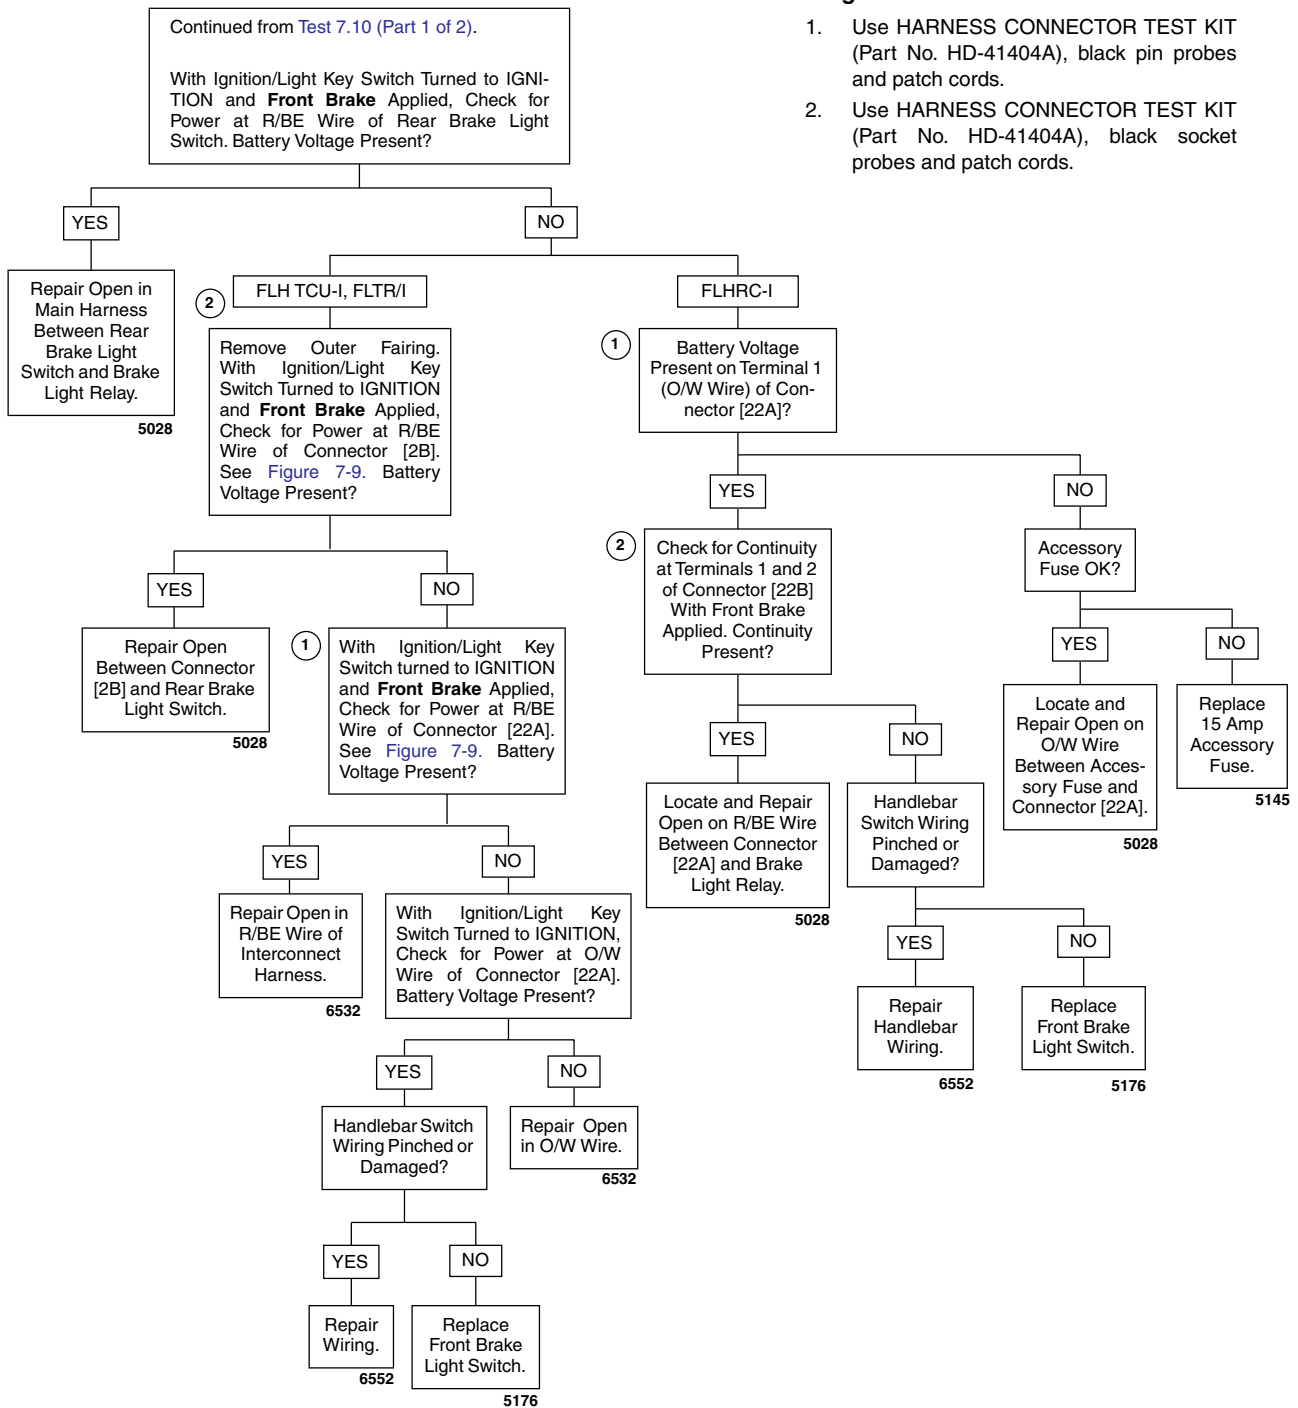 Continued from Test 7.10 (Part 1 of 2).
With Ignition/Light Key Switch Turned to IGNI-
TION and Front Brake Applied, Check for
Power at R/BE Wire of Rear Brake Light
Switch. Battery Voltage Present?
1. Use HARNESS CONNECTOR TEST KIT
(Part No. HD-41404A), black pin probes
and patch cords.
2. Use HARNESS CONNECTOR TEST KIT
(Part No. HD-41404A), black socket
probes and patch cords.
YES
NO
Repair Open in
Main Harness
Between Rear
Brake Light
Switch and Brake
Light Relay.
5028
FLH TCU-I, FLTR/I
FLHRC-I
2
Remove Outer Fairing.
With Ignition/Light Key
Switch Turned to IGNITION
and Front Brake Applied,
Check for Power at R/BE
Wire of Connector [2B].
See Figure 7-9. Battery
Voltage Present?
1
Battery Voltage
Present on Terminal 1
(O/W Wire) of Con-
nector [22A]?
YES
NO
2
Check for Continuity
at Terminals 1 and 2
of Connector [22B]
With Front Brake
Applied. Continuity
Present?
Accessory
Fuse OK?
YES
NO
Repair Open
Between Connector
[2B] and Rear Brake
Light Switch.
5028
1
With Ignition/Light Key
Switch turned to IGNITION
and Front Brake Applied,
Check for Power at R/BE
Wire of Connector [22A].
See Figure 7-9. Battery
Voltage Present?
YES
NO
Locate and
Repair Open on
O/W Wire
Between Acces-
sory Fuse and
Connector [22A].
5028
Replace
15 Amp
Accessory
Fuse.
5145
YES
NO
Locate and Repair
Open on R/BE Wire
Between Connector
[22A] and Brake
Light Relay.
5028
Handlebar
Switch Wiring
Pinched or
Damaged?
YES
NO
Repair Open in
R/BE Wire of
Interconnect
Harness.
6532
With Ignition/Light Key
Switch Turned to IGNITION,
Check for Power at O/W
Wire of Connector [22A].
Battery Voltage Present?
YES
NO
Repair
Handlebar
Wiring.
6552
Replace
Front Brake
Light Switch.
5176
YES
NO
Handlebar Switch
Wiring Pinched or
Damaged?
Repair Open
in O/W Wire.
6532
YES
NO
Repair
Wiring.
6552
Replace
Front Brake
Light Switch.
5176